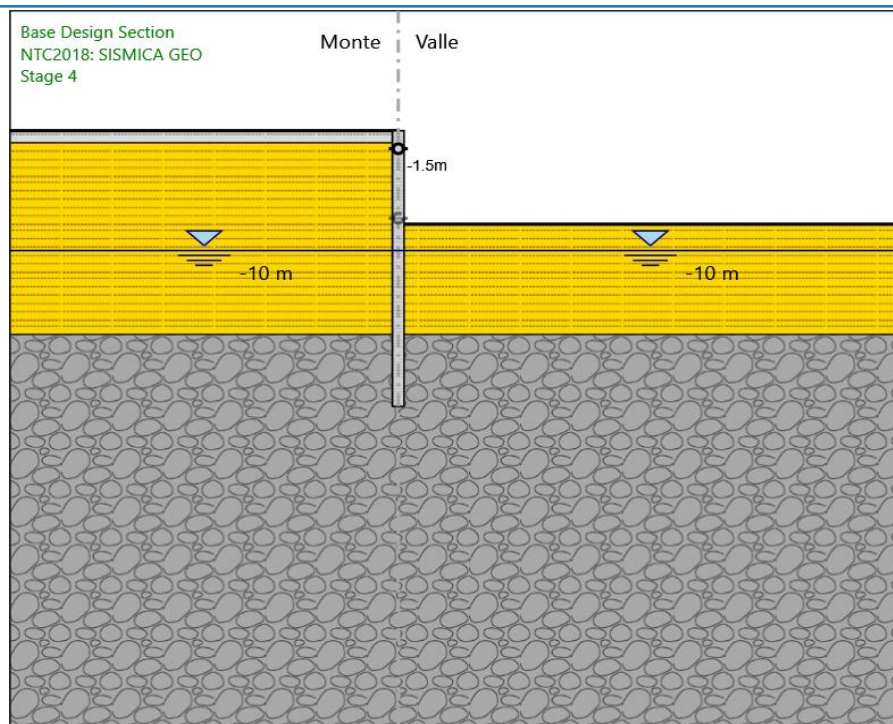 Base Design Section
NTC2018: SISMICA GEO
Stage 4
Monte
Valle
-1.5m
-10 m
-10 m